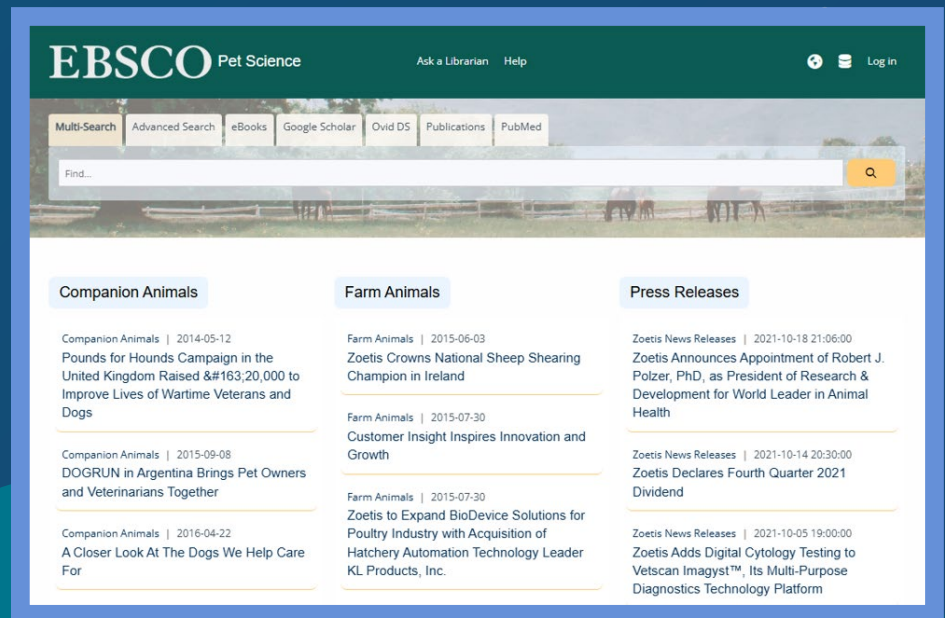 EBSCO Pet Science
Ask a Librarian Help
Log in
Multi-Search
Advanced Search
eBooks
Google Scholar
Ovid DS
Publications
PubMed
Find...
Companion Animals
Companion Animals | 2014-05-12
Pounds for Hounds Campaign in the
United Kingdom Raised &#163;20,000 to
Improve Lives of Wartime Veterans and
Dogs
Companion Animals | 2015-09-08
DOGRUN in Argentina Brings Pet Owners
and Veterinarians Together
Companion Animals | 2016-04-22
A Closer Look At The Dogs We Help Care
For
Farm Animals
Farm Animals | 2015-06-03
Zoetis Crowns National Sheep Shearing
Champion in Ireland
Farm Animals | 2015-07-30
Customer Insight Inspires Innovation and
Growth
Farm Animals | 2015-07-30
Zoetis to Expand BioDevice Solutions for
Poultry Industry with Acquisition of
Hatchery Automation Technology Leader
KL Products, Inc.
Press Releases
Zoetis News Releases | 2021-10-18 21:06:00
Zoetis Announces Appointment of Robert J.
Polzer, PhD, as President of Research &
Development for World Leader in Animal
Health
Zoetis News Releases | 2021-10-14 20:30:00
Zoetis Declares Fourth Quarter 2021
Dividend
Zoetis News Releases | 2021-10-05 19:00:00
Zoetis Adds Digital Cytology Testing to
Vetscan Imagyst™, Its Multi-Purpose
Diagnostics Technology Platform